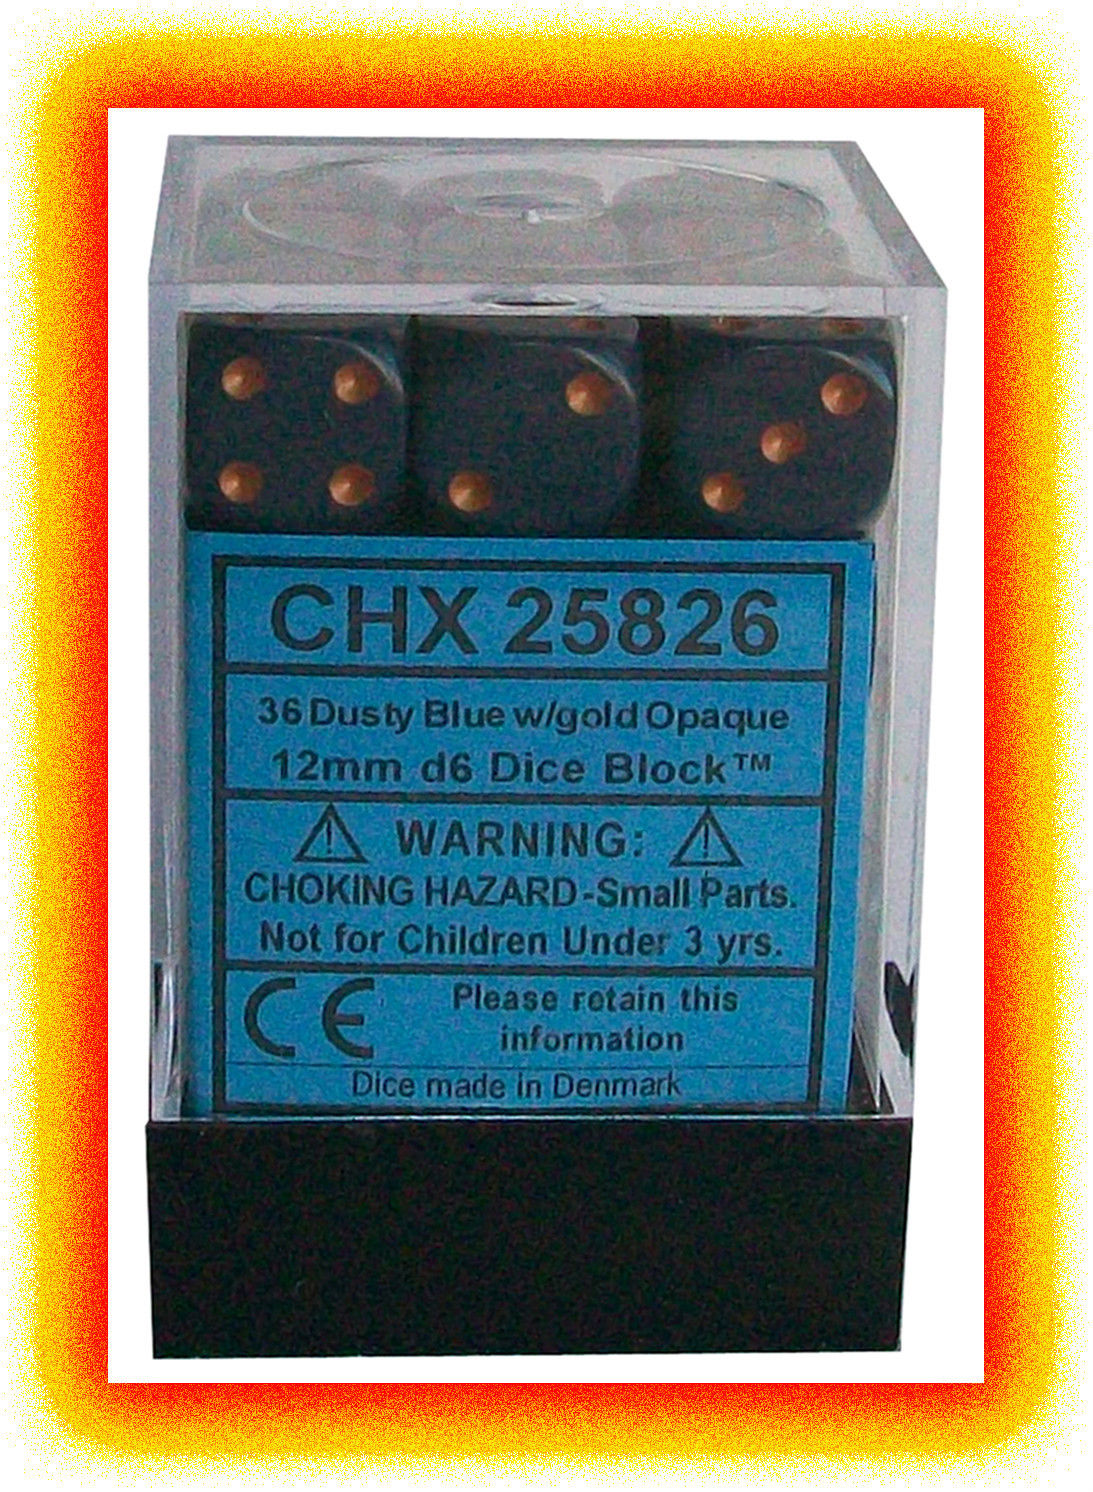 CHX 25826
36 Dusty Blue w/gold Opaque
12mm d6 Dice Block™
WARNING:
CHOKING HAZARD-Small Parts.
Not for Children Under 3 yrs.
CE
Please retain this
information
Dice made in Denmark